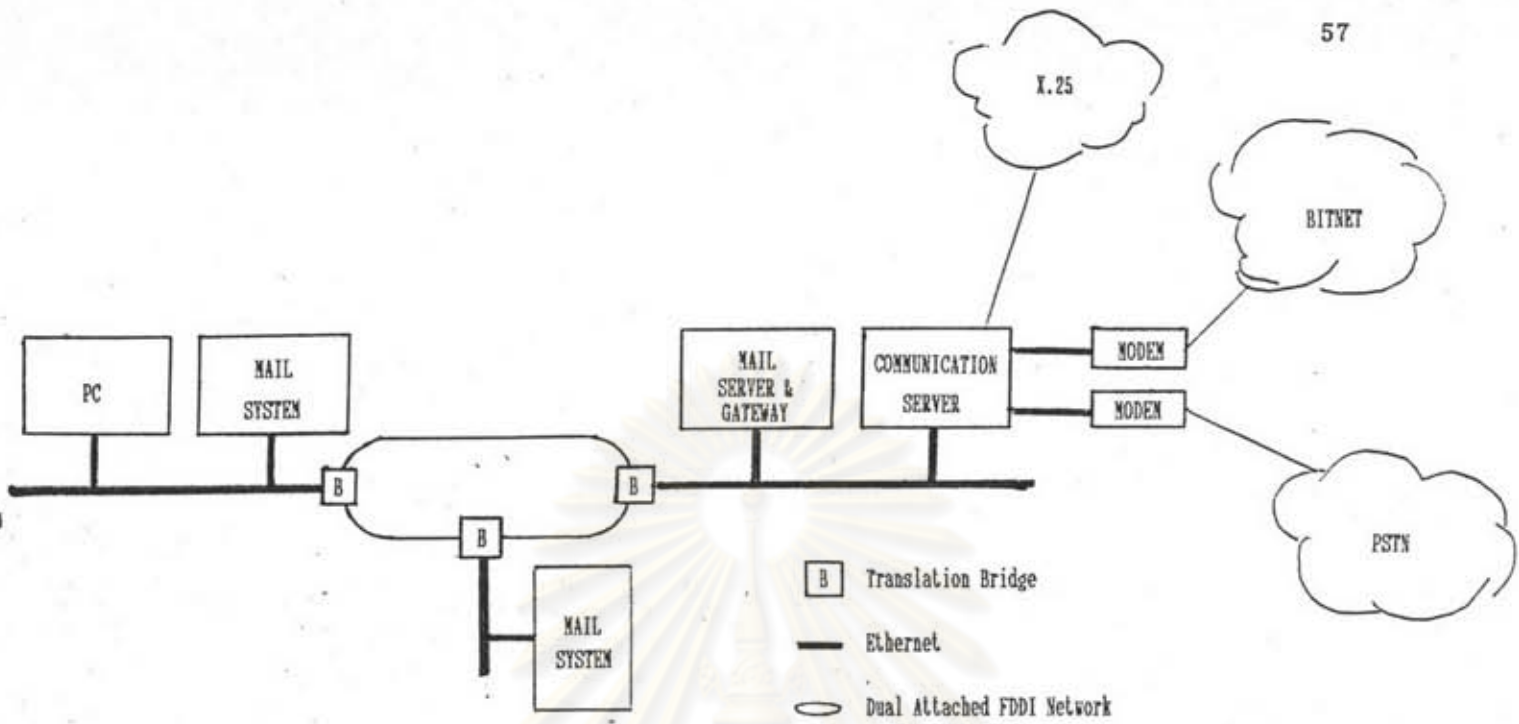 57
X.25
BITNET
PC
MAIL
SYSTEM
MAIL
SERVER &
GATEWAY
COMMUNICATION
SERVER
MODEM
MODEM
B
B
B
PSTN
MAIL
SYSTEM
B Translation Bridge
Ethernet
Dual Attached FDDI Network